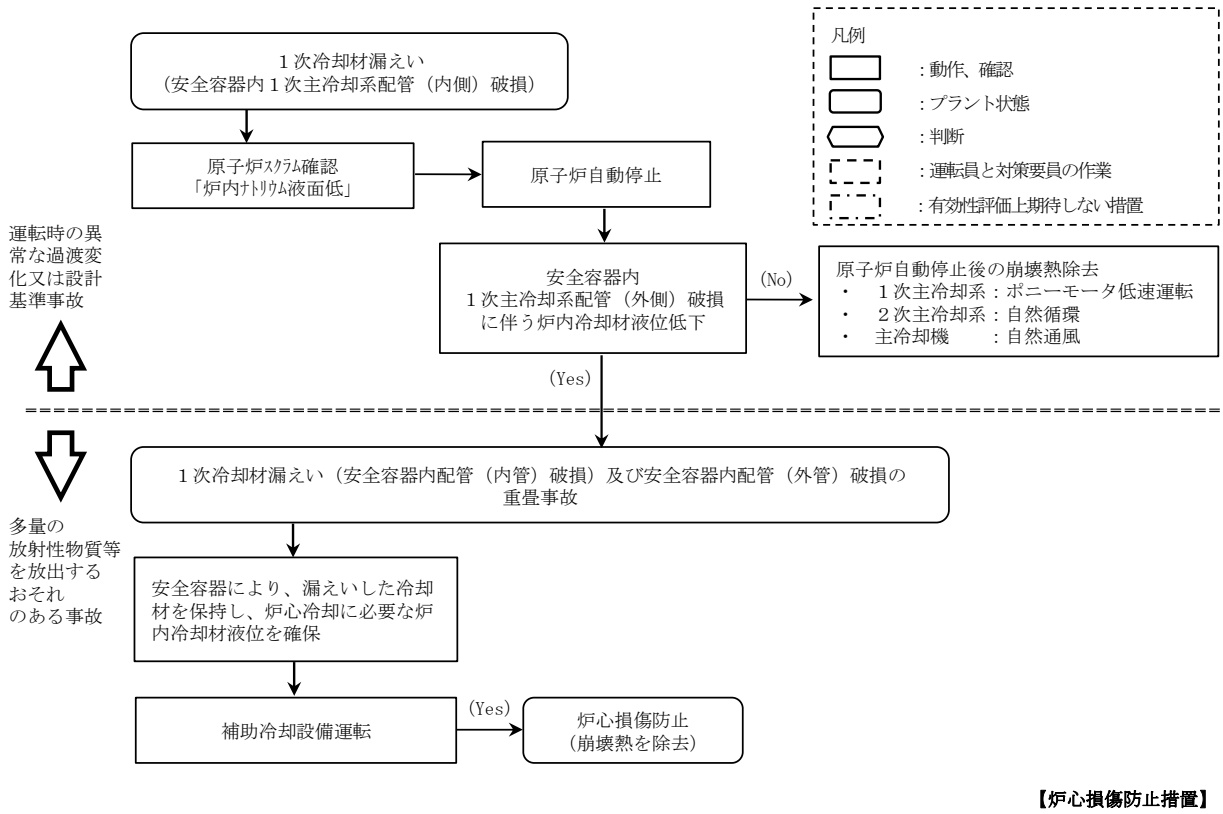 凡例
：動作、確認
：プラント状態
：判断
：運転員と対策要員の作業
：有効性評価上期待しない措置
１次冷却材漏えい
（安全容器内１次主冷却系配管（内側）破損）
原子炉ｽｸﾗﾑ確認
「炉内ﾅﾄﾘｳﾑ液面低」
原子炉自動停止
運転時の異
常な過渡変
化又は設計
基準事故
安全容器内
１次主冷却系配管（外側）破損
に伴う炉内冷却材液位低下
(No)
原子炉自動停止後の崩壊熱除去
・　１次主冷却系：ポニーモータ低速運転
・　２次主冷却系：自然循環
・　主冷却機　　：自然通風
(Yes)
１次冷却材漏えい（安全容器内配管（内管）破損）及び安全容器内配管（外管）破損の
重畳事故
多量の
放射性物質等
を放出する
おそれ
のある事故
安全容器により、漏えいした冷却
材を保持し、炉心冷却に必要な炉
内冷却材液位を確保
補助冷却設備運転
(Yes)
炉心損傷防止
（崩壊熱を除去）
【炉心損傷防止措置】